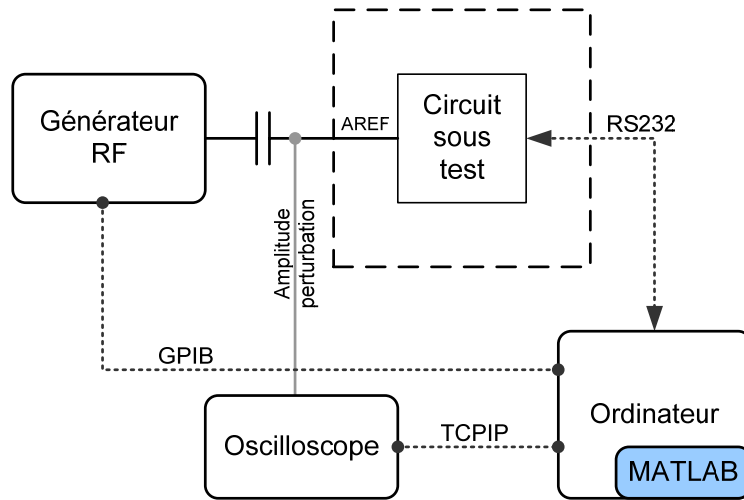 Générateur
RF
AREF
Circuit
sous
test
RS232
Amplitude
perturbation
GPIB
Oscilloscope
TCPIP
Ordinateur
MATLAB